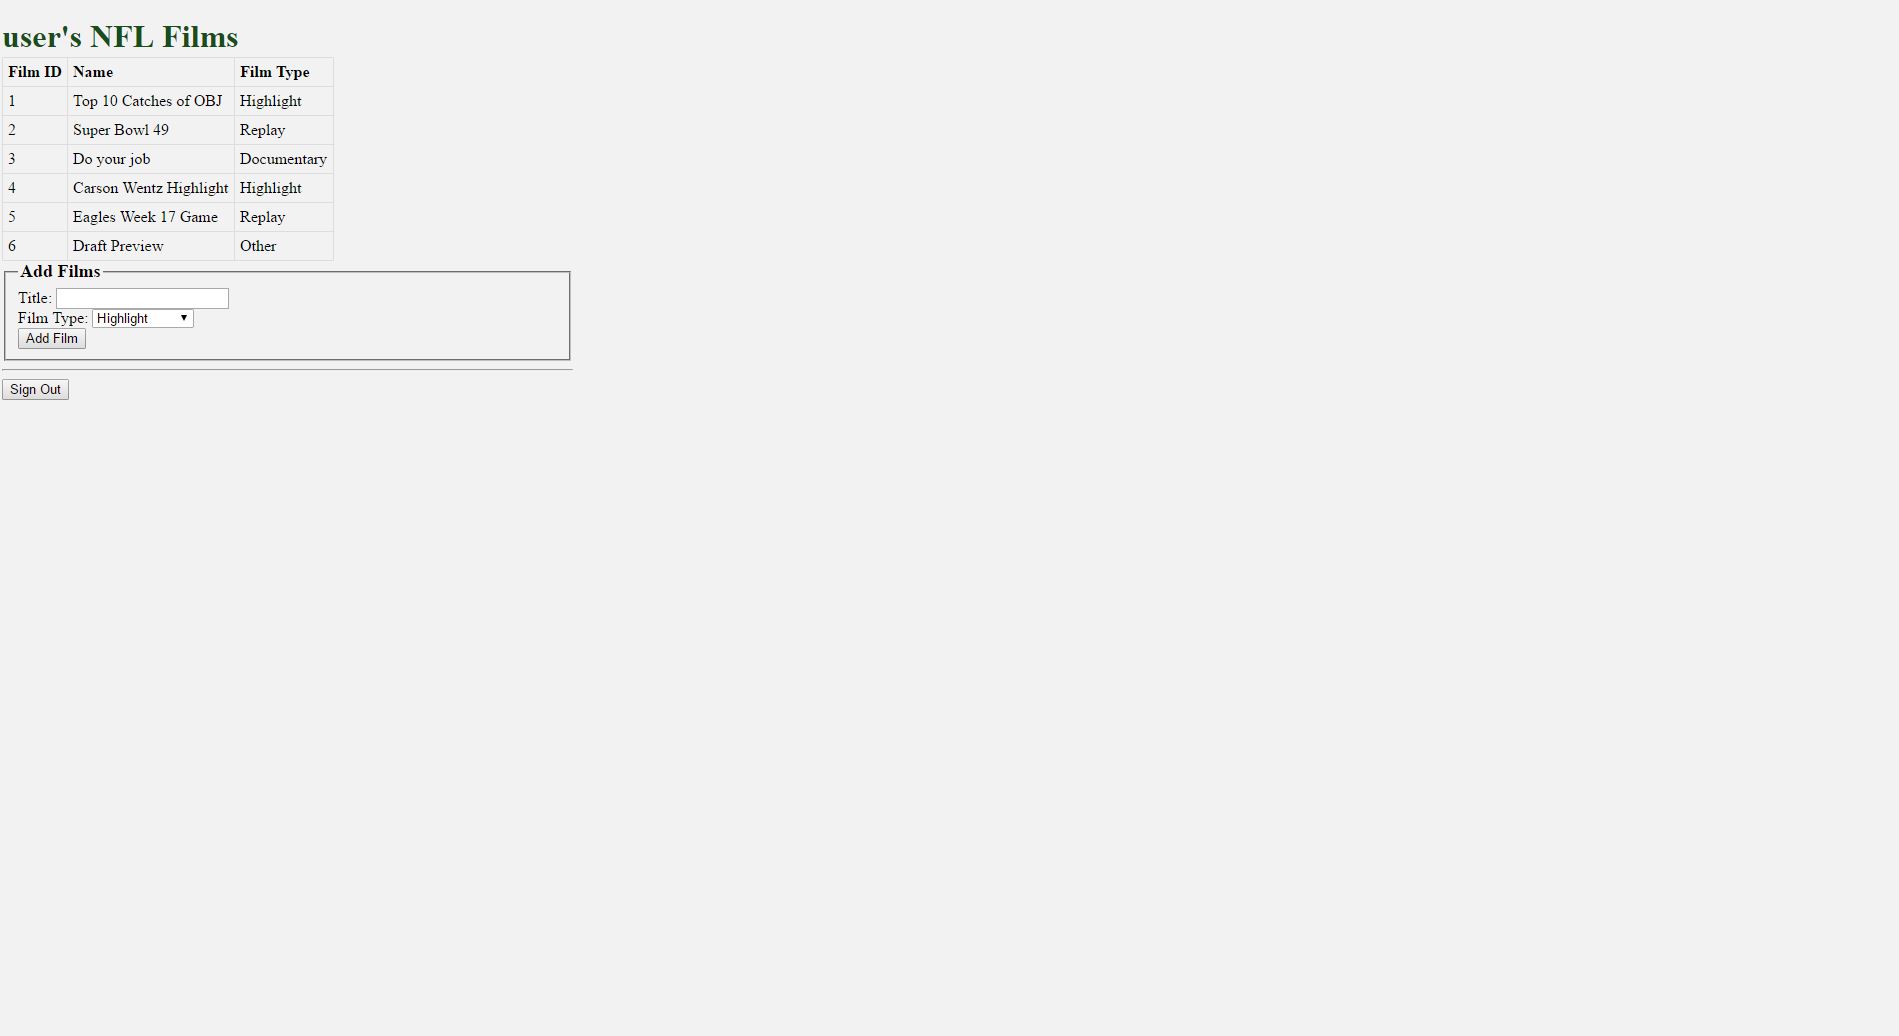 user's NFL Films
Film ID Name Film Type
1 Top 10 Catches of OBJ Highlight
2 Super Bowl 49 Replay
3 Do your job Documentary
4 Carson Wentz Highlight Highlight
5 Eagles Week 17 Game Replay
6 Draft Preview Other
Add Films
Title:
Film Type: Highlight
Add Film
Sign Out